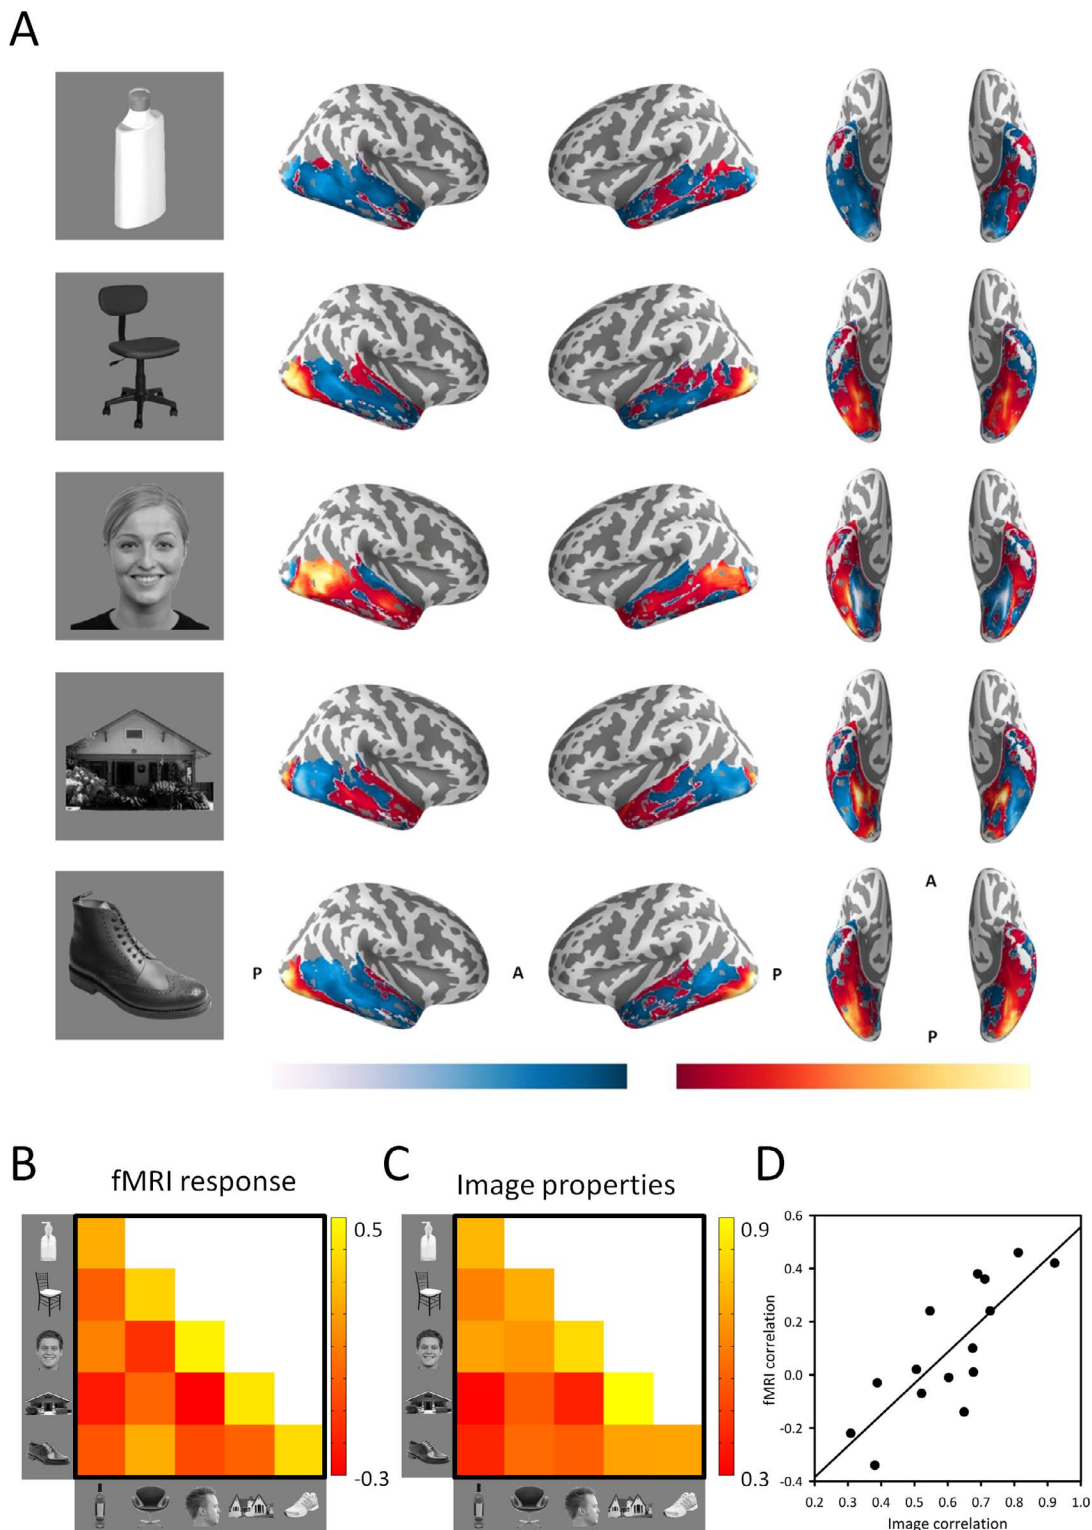 A
P
A
P
A
P
B
fMRI response
0.5
-0.3
C
Image properties
0.9
0.3
D
fMRI correlation
0.6
0.4
0.2
0.0
-0.2
-0.4
0.2 0.3 0.4 0.5 0.6 0.7 0.8 0.9 1.0
Image correlation